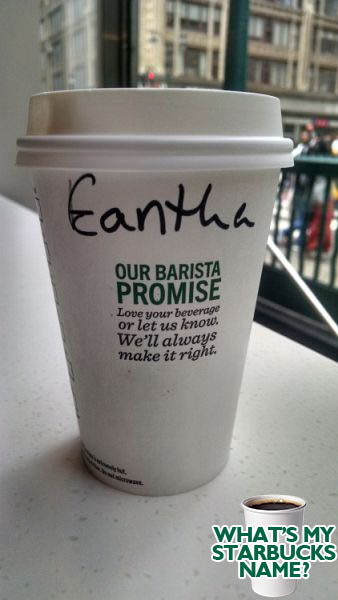 Eantha
OUR BARISTA
PROMISE
Love your beverage
or let us know.
We'll always
make it right.
WHAT'S MY
STARBUCKS
NAME?